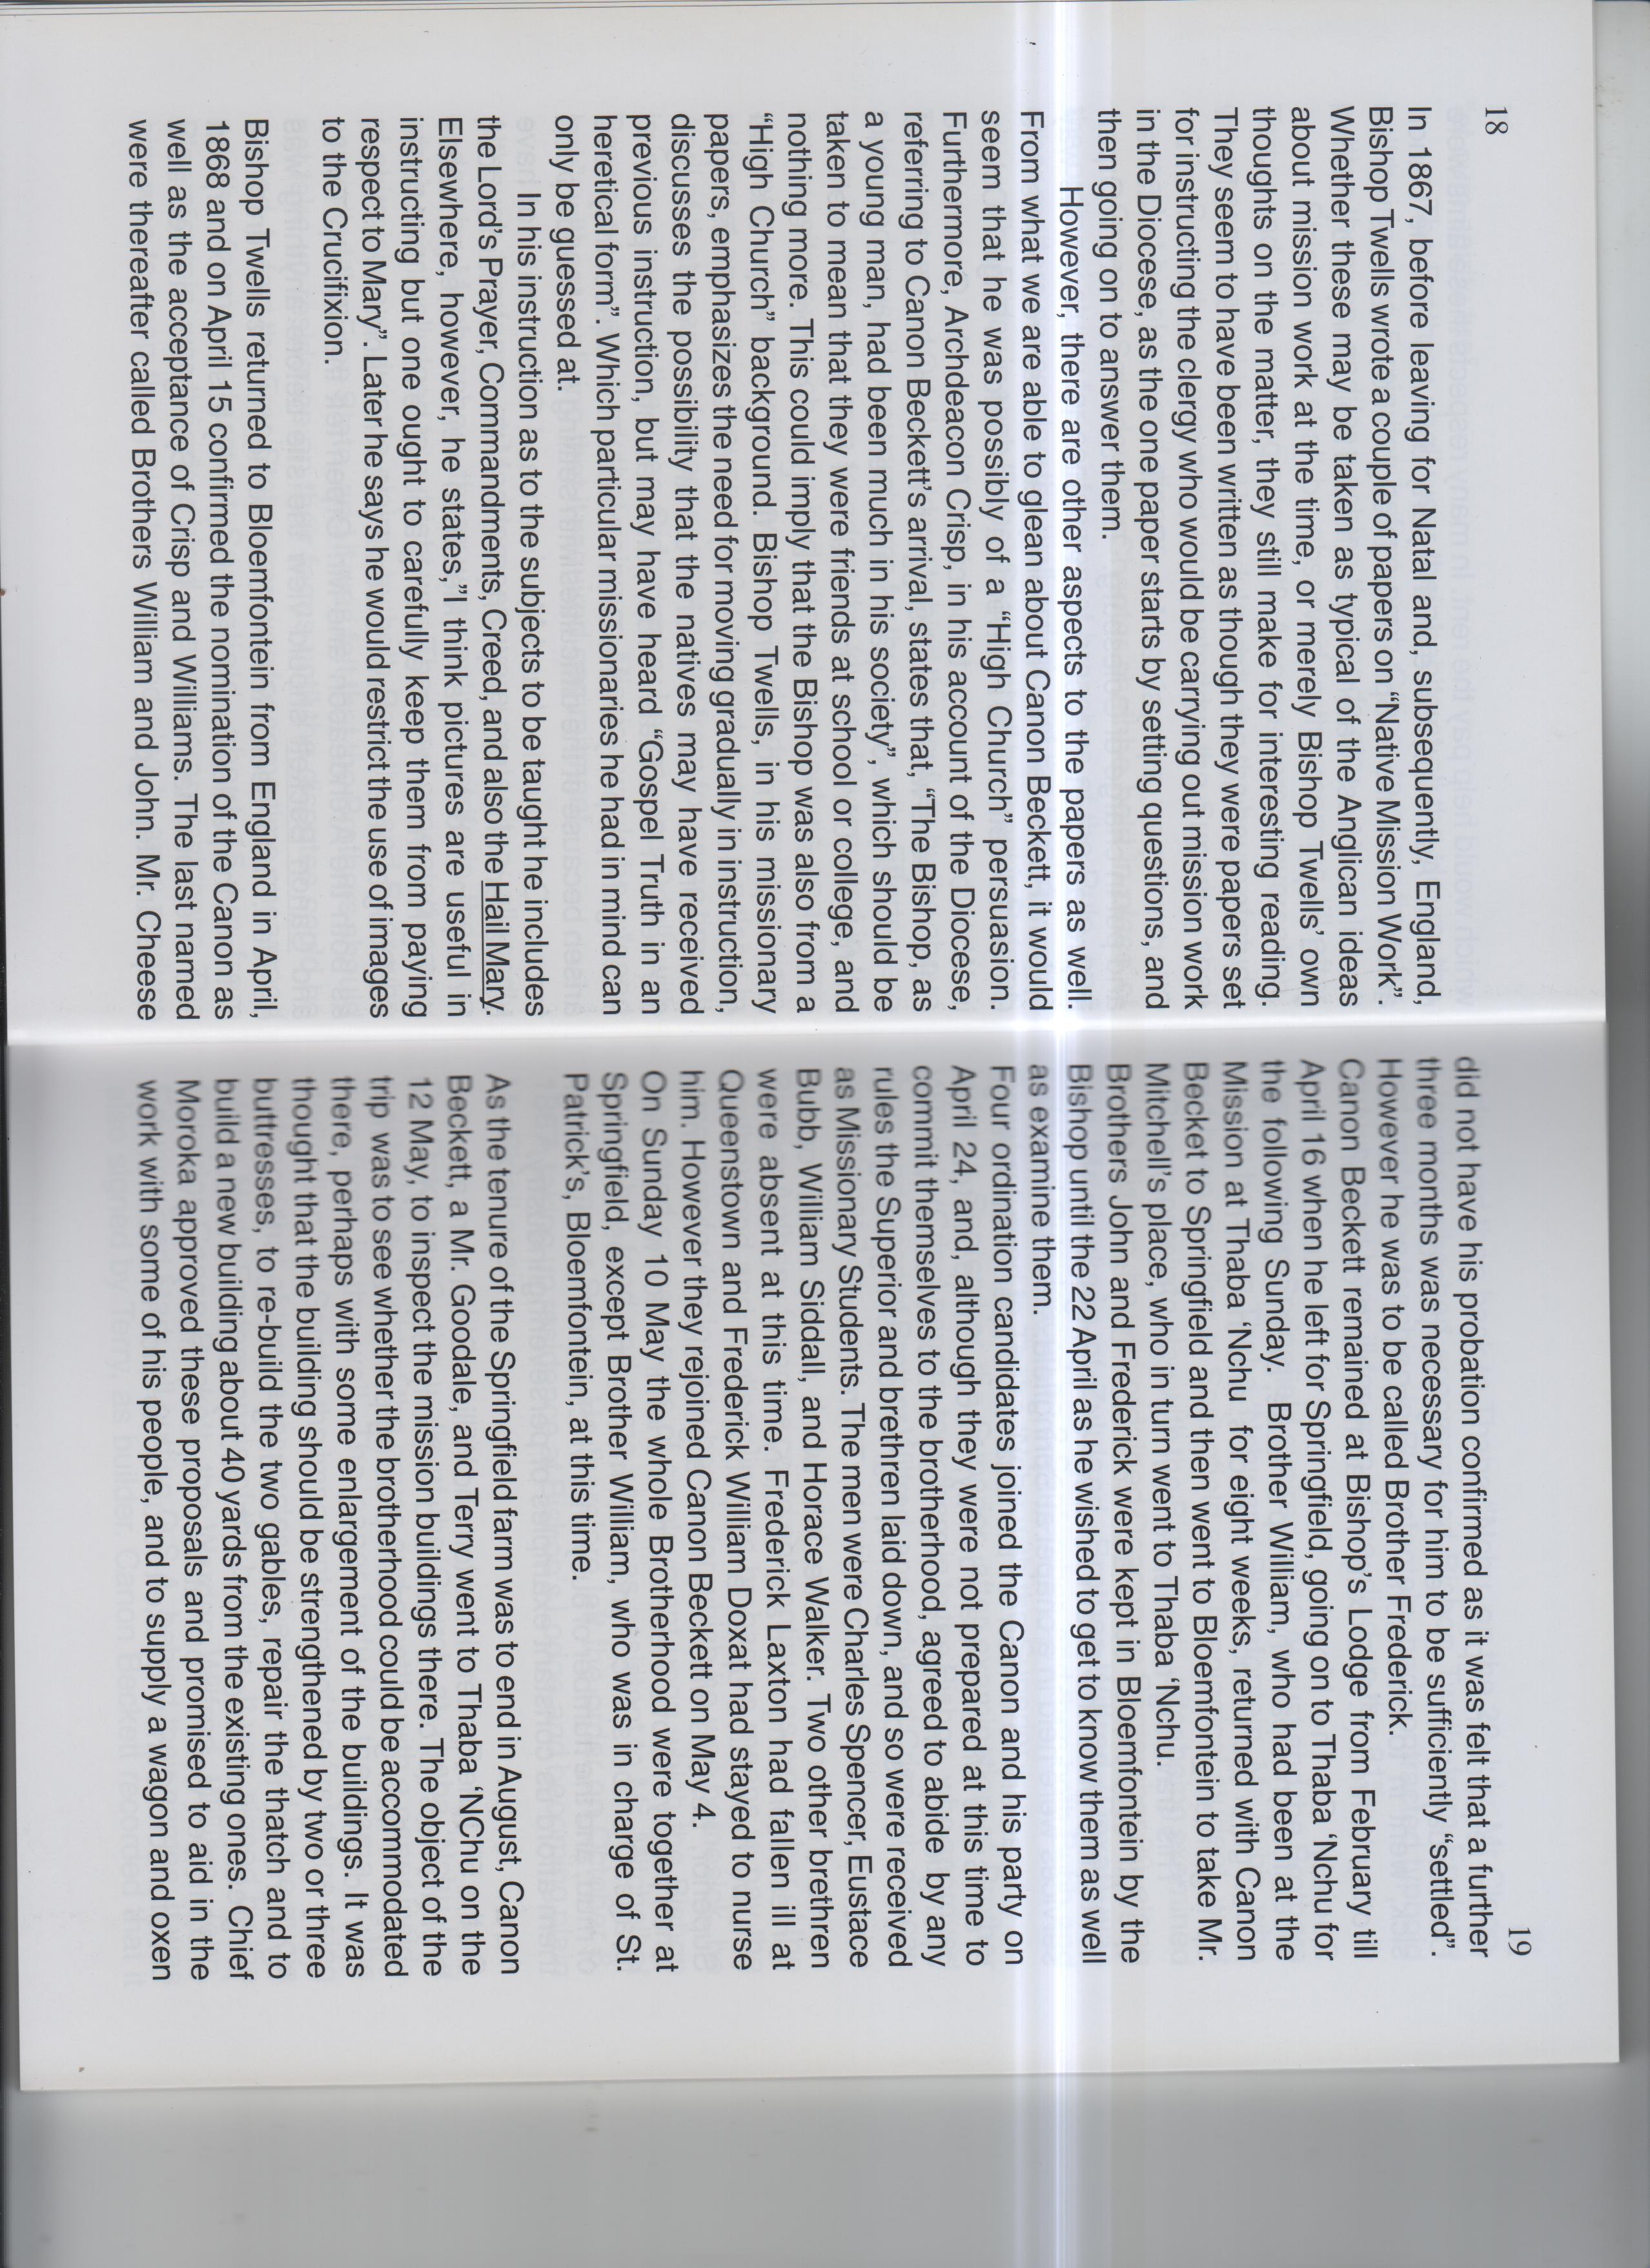 18
In 1867, before leaving for Natal and, subsequently, England,
Bishop Twells wrote a couple of papers on “Native Mission Work”.
Whether these may be taken as typical of the Anglican ideas
about mission work at the time, or merely Bishop Twells’ own
thoughts on the matter, they still make for interesting reading.
They seem to have been written as though they were papers set
for instructing the clergy who would be carrying out mission work
in the Diocese, as the one paper starts by setting questions, and
then going on to answer them.
However, there are other aspects to the papers as well.
From what we are able to glean about Canon Beckett, it would
seem that he was possibly of a “High Church” persuasion.
Furthermore, Archdeacon Crisp, in his account of the Diocese,
referring to Canon Beckett’s arrival, states that, “The Bishop, as
a young man, had been much in his society”, which should be
taken to mean that they were friends at school or college, and
nothing more. This could imply that the Bishop was also from a
“High Church” background. Bishop Twells, in his missionary
papers, emphasizes the need for moving gradually in instruction,
discusses the possibility that the natives may have received
previous instruction, but may have heard “Gospel Truth in an
heretical form”. Which particular missionaries he had in mind can
only be guessed at.
In his instruction as to the subjects to be taught he includes
the Lord’s Prayer, Commandments, Creed, and also the Hail Mary.
Elsewhere, however, he states,”I think pictures are useful in
instructing but one ought to carefully keep them from paying
respect to Mary”. Later he says he would restrict the use of images
to the Crucifixion.
Bishop Twells returned to Bloemfontein from England in April,
1868 and on April 15 confirmed the nomination of the Canon as
well as the acceptance of Crisp and Williams. The last named
were thereafter called Brothers William and John. Mr. Cheese
19
did not have his probation confirmed as it was felt that a further
three months was necessary for him to be sufficiently “settled”.
However he was to be called Brother Frederick.
Canon Beckett remained at Bishop’s Lodge from February till
April 16 when he left for Springfield, going on to Thaba ‘Nchu for
the following Sunday. Brother William, who had been at the
Mission at Thaba ‘Nchu for eight weeks, returned with Canon
Becket to Springfield and then went to Bloemfontein to take Mr.
Mitchell’s place, who in turn went to Thaba ‘Nchu.
Brothers John and Frederick were kept in Bloemfontein by the
Bishop until the 22 April as he wished to get to know them as well
as examine them.
Four ordination candidates joined the Canon and his party on
April 24, and, although they were not prepared at this time to
commit themselves to the brotherhood, agreed to abide by any
rules the Superior and brethren laid down, and so were received
as Missionary Students. The men were Charles Spencer, Eustace
Bubb, William Siddall, and Horace Walker. Two other brethren
were absent at this time. Frederick Laxton had fallen ill at
Queenstown and Frederick William Doxat had stayed to nurse
him. However they rejoined Canon Beckett on May 4.
On Sunday 10 May the whole Brotherhood were together at
Springfield, except Brother William, who was in charge of St.
Patrick’s, Bloemfontein, at this time.
As the tenure of the Springfield farm was to end in August, Canon
Beckett, a Mr. Goodale, and Terry went to Thaba ‘NChu on the
12 May, to inspect the mission buildings there. The object of the
trip was to see whether the brotherhood could be accommodated
there, perhaps with some enlargement of the buildings. It was
thought that the building should be strengthened by two or three
buttresses, to re-build the two gables, repair the thatch and to
build a new building about 40 yards from the existing ones. Chief
Moroka approved these proposals and promised to aid in the
work with some of his people, and to supply a wagon and oxen